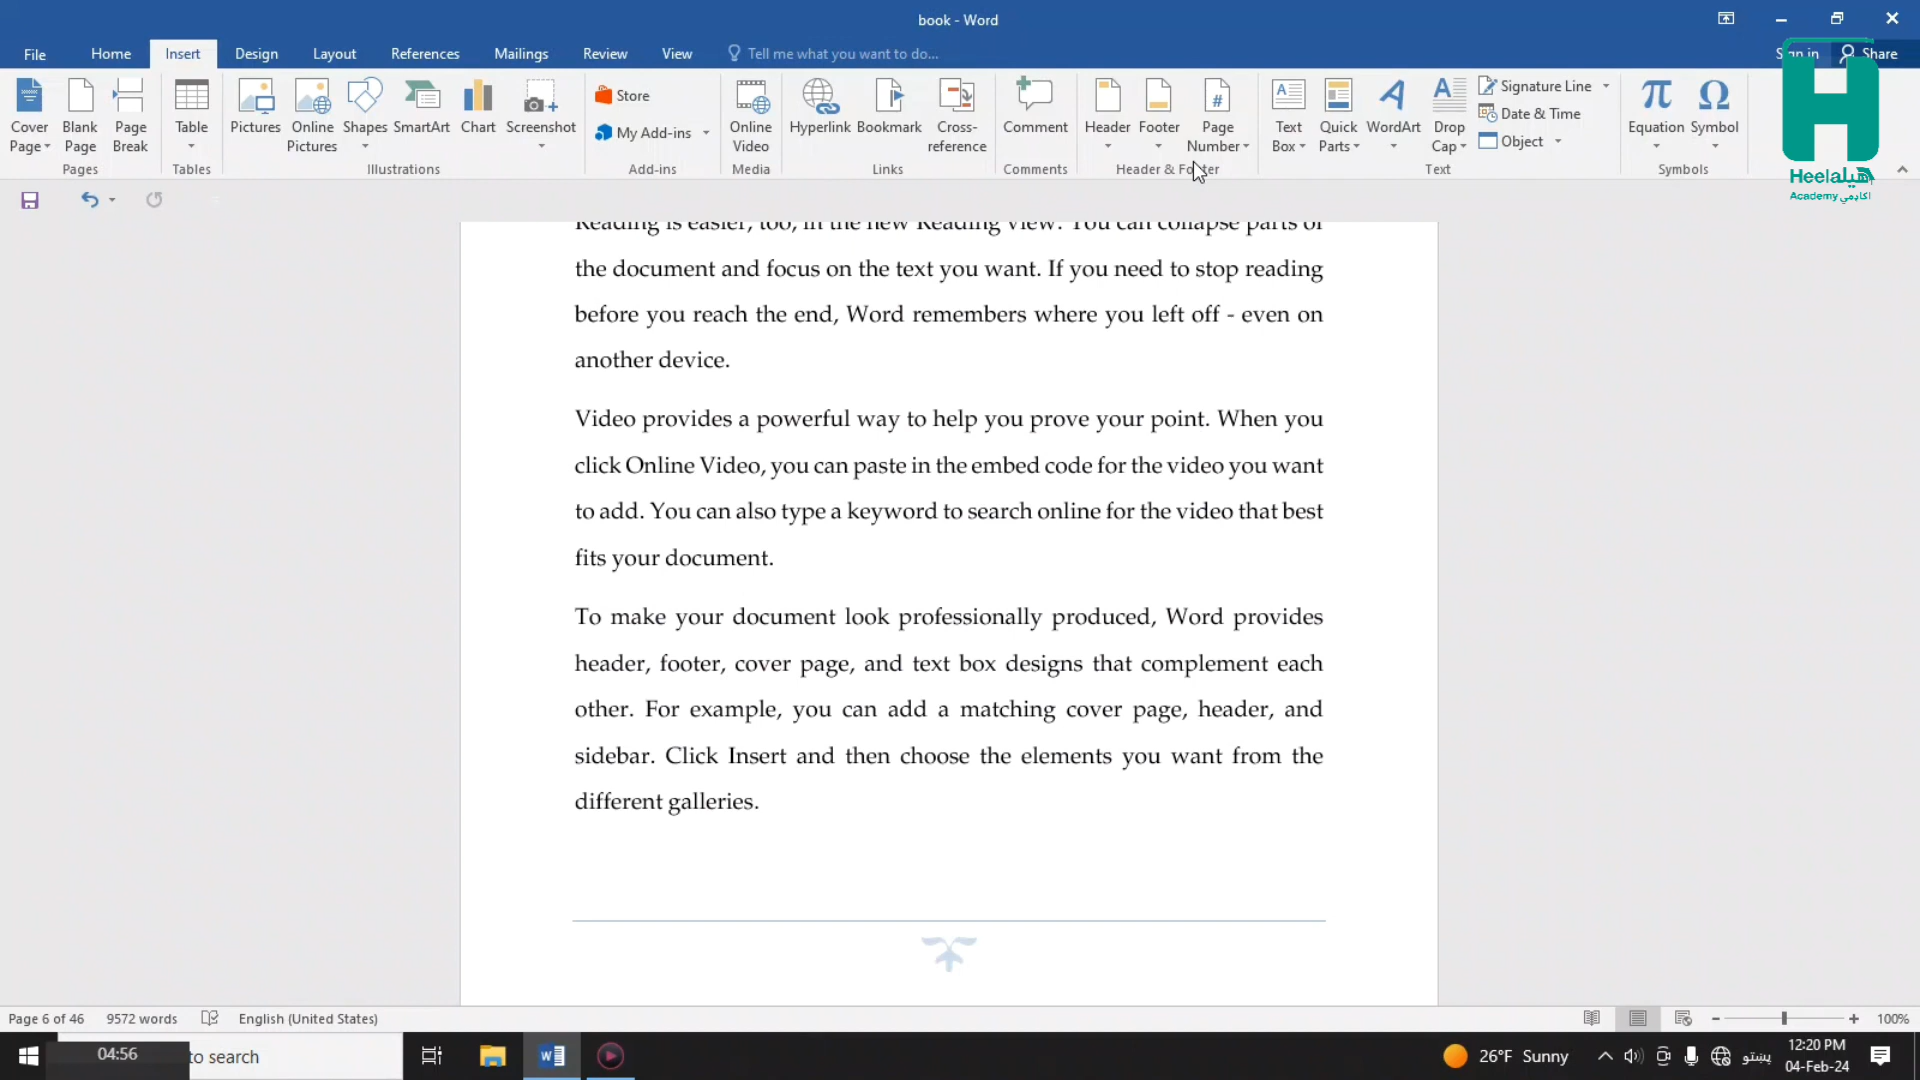 book - Word
File
Home
Insert
Design
Layout
References
Mailings
Review
View
Tell me what you want to do...
Sign in
Share
Cover Page
Blank Page
Page Break
Table
Pictures
Online Pictures
Shapes
SmartArt
Chart
Screenshot
Store
My Add-ins
Online Video
Hyperlink
Bookmark
Cross-reference
Comment
Header
Footer
Page Number
Text Box
Quick Parts
WordArt
Drop Cap
Signature Line
Date & Time
Object
Equation
Symbol
Pages
Tables
Illustrations
Add-ins
Media
Links
Comments
Header & Footer
Text
Symbols
Heela هيله
Academy اکاډمي
Reading is easier, too, in the new Reading view. You can collapse parts of
the document and focus on the text you want. If you need to stop reading
before you reach the end, Word remembers where you left off - even on
another device.
Video provides a powerful way to help you prove your point. When you
click Online Video, you can paste in the embed code for the video you want
to add. You can also type a keyword to search online for the video that best
fits your document.
To make your document look professionally produced, Word provides
header, footer, cover page, and text box designs that complement each
other. For example, you can add a matching cover page, header, and
sidebar. Click Insert and then choose the elements you want from the
different galleries.
Page 6 of 46
9572 words
English (United States)
100%
04:56
to search
26°F Sunny
پښتو
12:20 PM
04-Feb-24